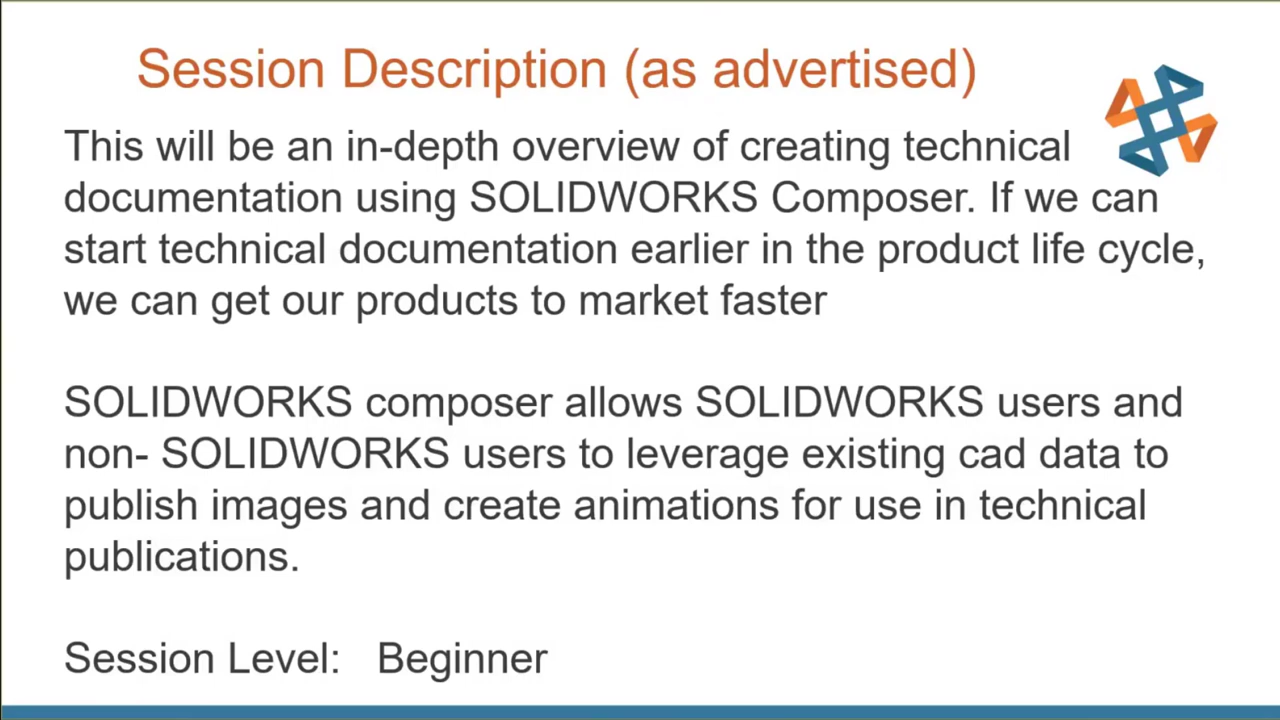 Session Description (as advertised)
This will be an in-depth overview of creating technical
documentation using SOLIDWORKS Composer. If we can
start technical documentation earlier in the product life cycle,
we can get our products to market faster
SOLIDWORKS composer allows SOLIDWORKS users and
non- SOLIDWORKS users to leverage existing cad data to
publish images and create animations for use in technical
publications.
Session Level: Beginner